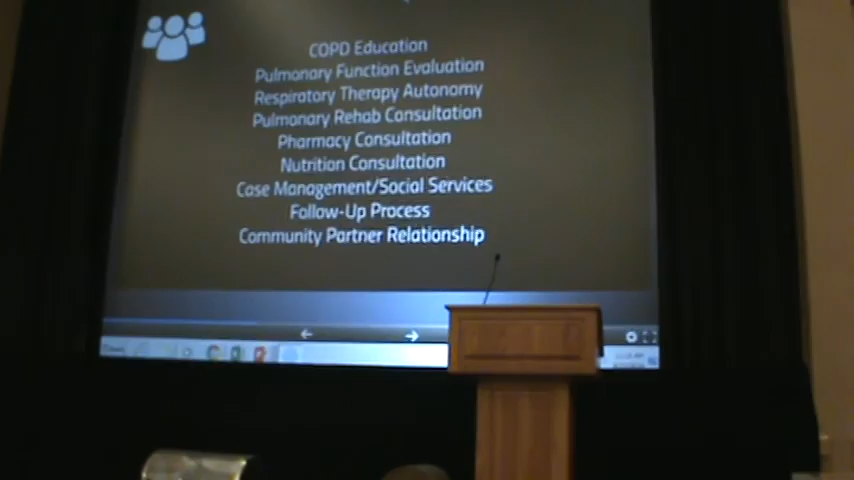 COPD Education
Pulmonary Function Evaluation
Respiratory Therapy Autonomy
Pulmonary Rehab Consultation
Pharmacy Consultation
Nutrition Consultation
Case Management/Social Services
Follow-Up Process
Community Partner Relationship